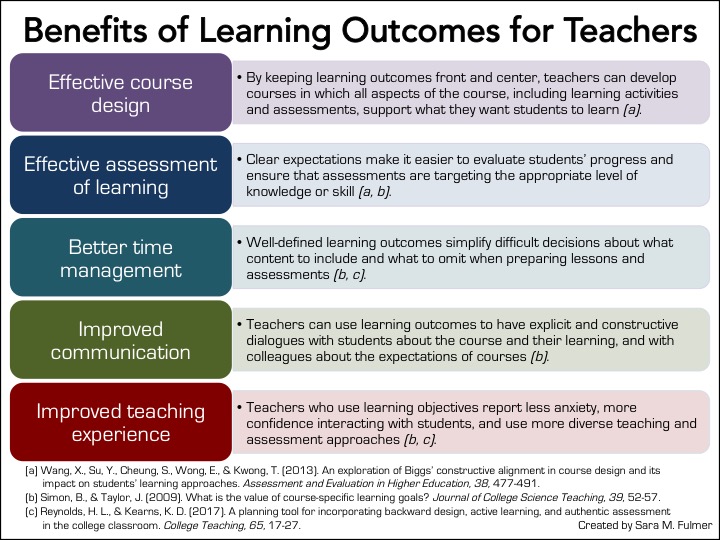 Benefits of Learning Outcomes for Teachers
Effective course
design
• By keeping learning outcomes front and center, teachers can develop
courses in which all aspects of the course, including learning activities
and assessments, support what they want students to learn (a).
Effective assessment
of learning
• Clear expectations make it easier to evaluate students’ progress and
ensure that assessments are targeting the appropriate level of
knowledge or skill (a, b).
Better time
management
• Well-defined learning outcomes simplify difficult decisions about what
content to include and what to omit when preparing lessons and
assessments (b, c).
Improved
communication
• Teachers can use learning outcomes to have explicit and constructive
dialogues with students about the course and their learning, and with
colleagues about the expectations of courses (b).
Improved teaching
experience
• Teachers who use learning objectives report less anxiety, more
confidence interacting with students, and use more diverse teaching and
assessment approaches (b, c).
(a) Wang, X., Su, Y., Cheung, S., Wong, E., & Kwong, T. (2013). An exploration of Biggs’ constructive alignment in course design and its
impact on students’ learning approaches. Assessment and Evaluation in Higher Education, 38, 477-491.
(b) Simon, B., & Taylor, J. (2009). What is the value of course-specific learning goals? Journal of College Science Teaching, 39, 52-57.
(c) Reynolds, H. L., & Kearns, K. D. (2017). A planning tool for incorporating backward design, active learning, and authentic assessment
in the college classroom. College Teaching, 65, 17-27.
Created by Sara M. Fulmer